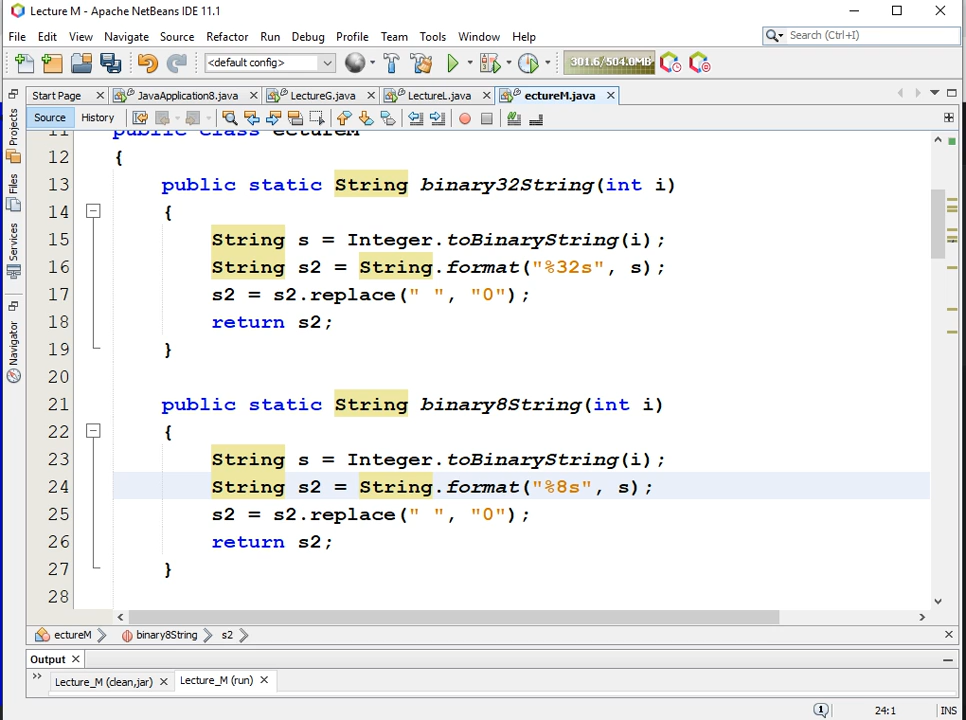 Lecture M - Apache NetBeans IDE 11.1
File Edit View Navigate Source Refactor Run Debug Profile Team Tools Window Help
Search (Ctrl+I)
<default config>
301.6/504.0MB
Start Page JavaApplication8.java LectureG.java LectureL.java ectureM.java
Source History
Projects
Files
Services
Navigator
11 public class ectureM
12 {
13 public static String binary32String(int i)
14 {
15 String s = Integer.toBinaryString(i);
16 String s2 = String.format("%32s", s);
17 s2 = s2.replace(" ", "0");
18 return s2;
19 }
20
21 public static String binary8String(int i)
22 {
23 String s = Integer.toBinaryString(i);
24 String s2 = String.format("%8s", s);
25 s2 = s2.replace(" ", "0");
26 return s2;
27 }
28
ectureM binary8String s2
Output
Lecture_M (clean,jar) Lecture_M (run)
1 24:1 INS